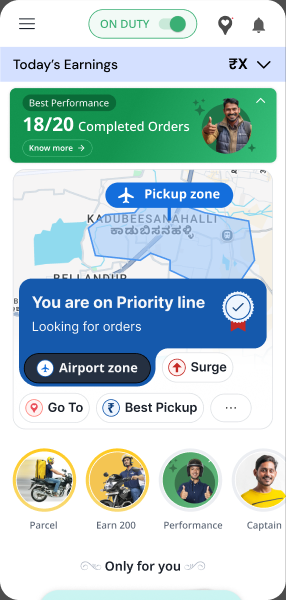 ON DUTY
Today's Earnings
₹X
Best Performance
18/20 Completed Orders
Know more →
Pickup zone
KADUBEESANAHALLI
ಕಾಡುಬಿಸನಹಳ್ಳಿ
BELLANDUR
You are on Priority line
Looking for orders
Airport zone
Surge
Go To
Best Pickup
...
Parcel
Earn 200
Performance
Captain
Only for you